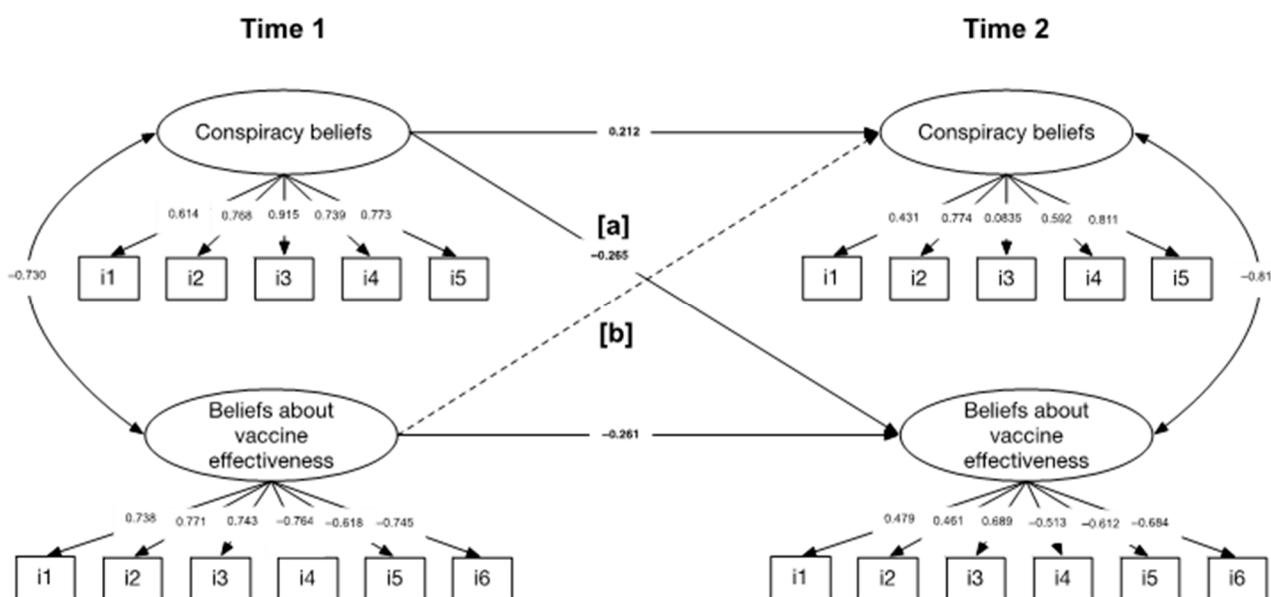 Time 1
Time 2
Conspiracy beliefs
0.212
Conspiracy beliefs
0.614 0.768 0.915 0.739 0.773
0.431 0.774 0.0835 0.592 0.811
[a]
−0.265
i1 i2 i3 i4 i5
i1 i2 i3 i4 i5
−0.730
−0.81
[b]
Beliefs about
vaccine
effectiveness
−0.261
Beliefs about
vaccine
effectiveness
0.738 0.771 0.743 −0.764 −0.618 −0.745
0.479 0.461 0.689 −0.513 −0.612 −0.684
i1 i2 i3 i4 i5 i6
i1 i2 i3 i4 i5 i6